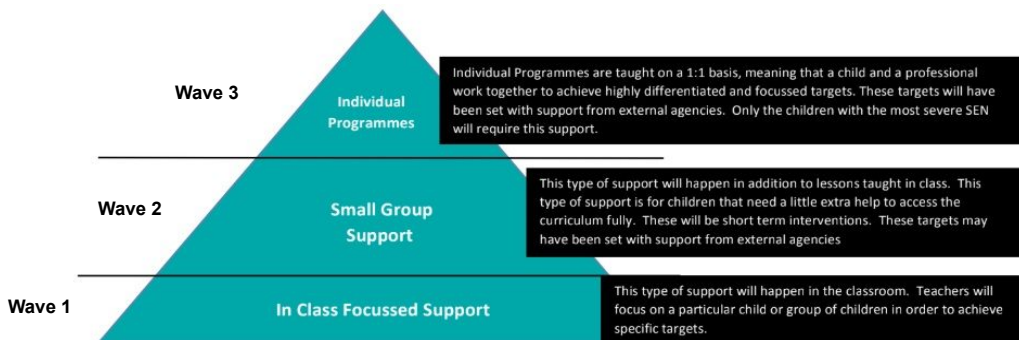 Wave 3
Individual
Programmes
Individual Programmes are taught on a 1:1 basis, meaning that a child and a professional
work together to achieve highly differentiated and focussed targets. These targets will have
been set with support from external agencies. Only the children with the most severe SEN
will require this support.
Wave 2
Small Group
Support
This type of support will happen in addition to lessons taught in class. This
type of support is for children that need a little extra help to access the
curriculum fully. These will be short term interventions. These targets may
have been set with support from external agencies
Wave 1
In Class Focussed Support
This type of support will happen in the classroom. Teachers will
focus on a particular child or group of children in order to achieve
specific targets.